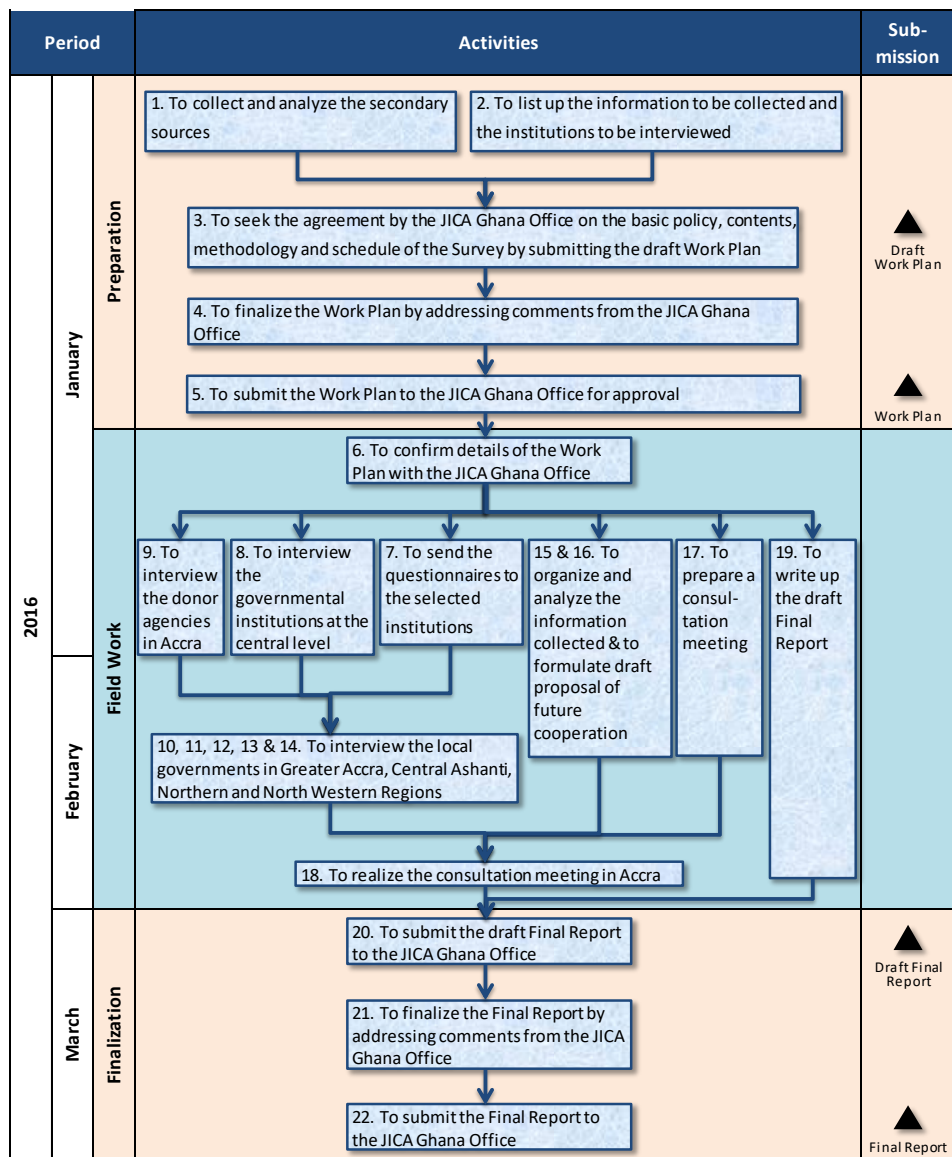 Period
Activities
Sub-
mission
2016
January
February
March
Preparation
Field Work
Finalization
1. To collect and analyze the secondary
sources
2. To list up the information to be collected and
the institutions to be interviewed
3. To seek the agreement by the JICA Ghana Office on the basic policy, contents,
methodology and schedule of the Survey by submitting the draft Work Plan
Draft
Work Plan
4. To finalize the Work Plan by addressing comments from the JICA Ghana
Office
5. To submit the Work Plan to the JICA Ghana Office for approval
Work Plan
6. To confirm details of the Work
Plan with the JICA Ghana Office
9. To
interview
the donor
agencies
in Accra
8. To interview
the
governmental
institutions at the
central level
7. To send the
questionnaires to
the selected
institutions
15 & 16. To
organize and
analyze the
information
collected & to
formulate draft
proposal of
future
cooperation
17. To
prepare a
consul-
tation
meeting
19. To
write up
the draft
Final
Report
10, 11, 12, 13 & 14. To interview the local
governments in Greater Accra, Central Ashanti,
Northern and North Western Regions
18. To realize the consultation meeting in Accra
20. To submit the draft Final Report
to the JICA Ghana Office
Draft Final
Report
21. To finalize the Final Report by
addressing comments from the JICA
Ghana Office
22. To submit the Final Report to
the JICA Ghana Office
Final Report